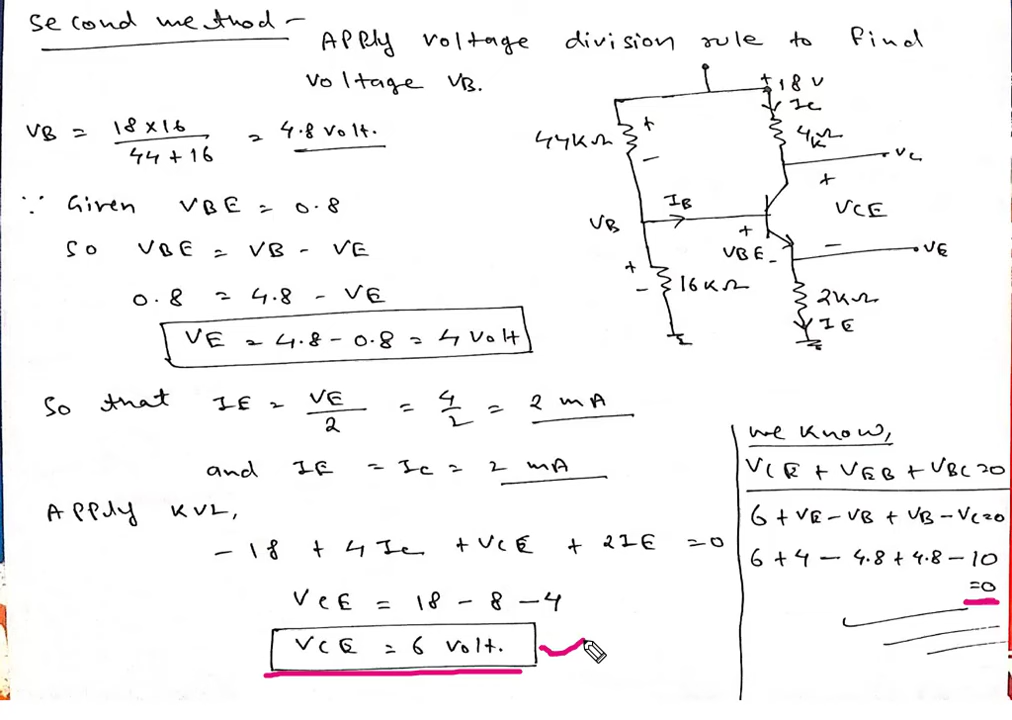 Second method -
Apply voltage division rule to find
voltage VB.
VB = 18×16 / 44+16 = 4.8 Volt.
∵ Given VBE = 0.8
So VBE = VB - VE
0.8 = 4.8 - VE
VE = 4.8 - 0.8 = 4 Volt
So that IE = VE/2 = 4/2 = 2 mA
and IE = Ic = 2 mA
Apply KVL,
-18 + 4Ic + VCE + 2IE = 0
VCE = 18 - 8 - 4
VCE = 6 Volt.
+ 18 V
Ic
44KΩ
+
-
4KΩ
Vc
+
VCE
-
IB
VB
+
VBE -
VE
+
-
16KΩ
2KΩ
IE
We know,
VCE + VEB + VBC = 0
6 + VE - VB + VB - VC = 0
6 + 4 - 4.8 + 4.8 - 10
= 0